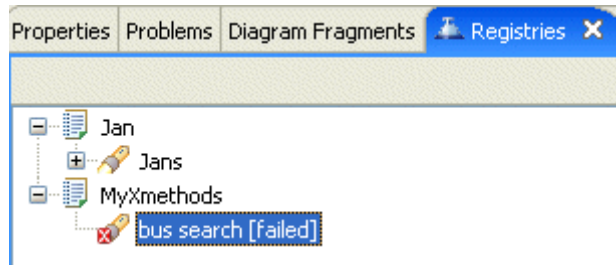 Properties Problems Diagram Fragments Registries
Jan
Jans
MyXmethods
bus search [failed]